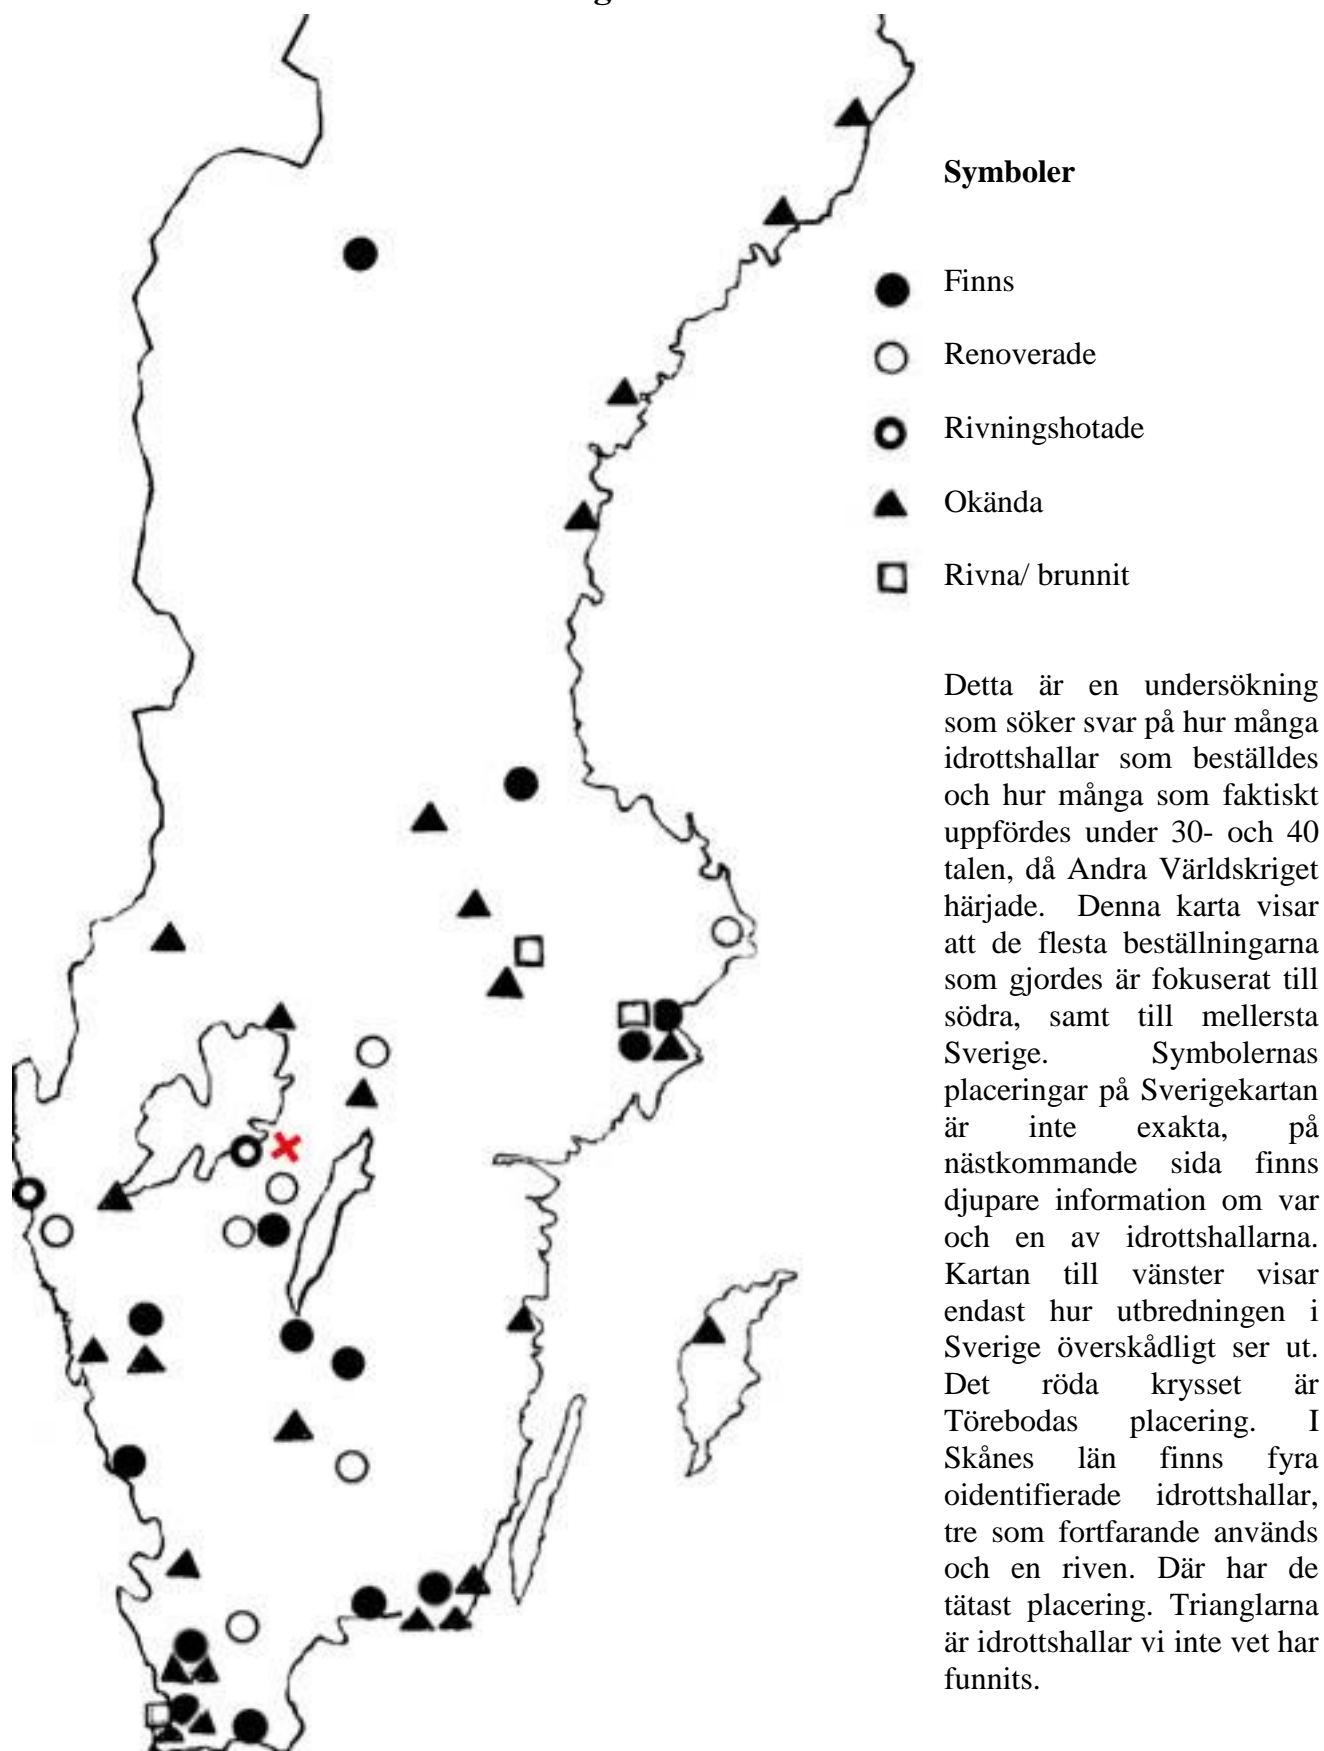 Symboler
Finns
Renoverade
Rivningshotade
Okända
Rivna/ brunnit
Detta är en undersökning
som söker svar på hur många
idrottshallar som beställdes
och hur många som faktiskt
uppfördes under 30- och 40
talen, då Andra Världskriget
härjade. Denna karta visar
att de flesta beställningarna
som gjordes är fokuserat till
södra, samt till mellersta
Sverige. Symbolernas
placeringar på Sverigekartan
är inte exakta, på
nästkommande sida finns
djupare information om var
och en av idrottshallarna.
Kartan till vänster visar
endast hur utbredningen i
Sverige överskådligt ser ut.
Det röda krysset är
Törebodas placering. I
Skånes län finns fyra
oidentifierade idrottshallar,
tre som fortfarande används
och en riven. Där har de
tätast placering. Trianglarna
är idrottshallar vi inte vet har
funnits.